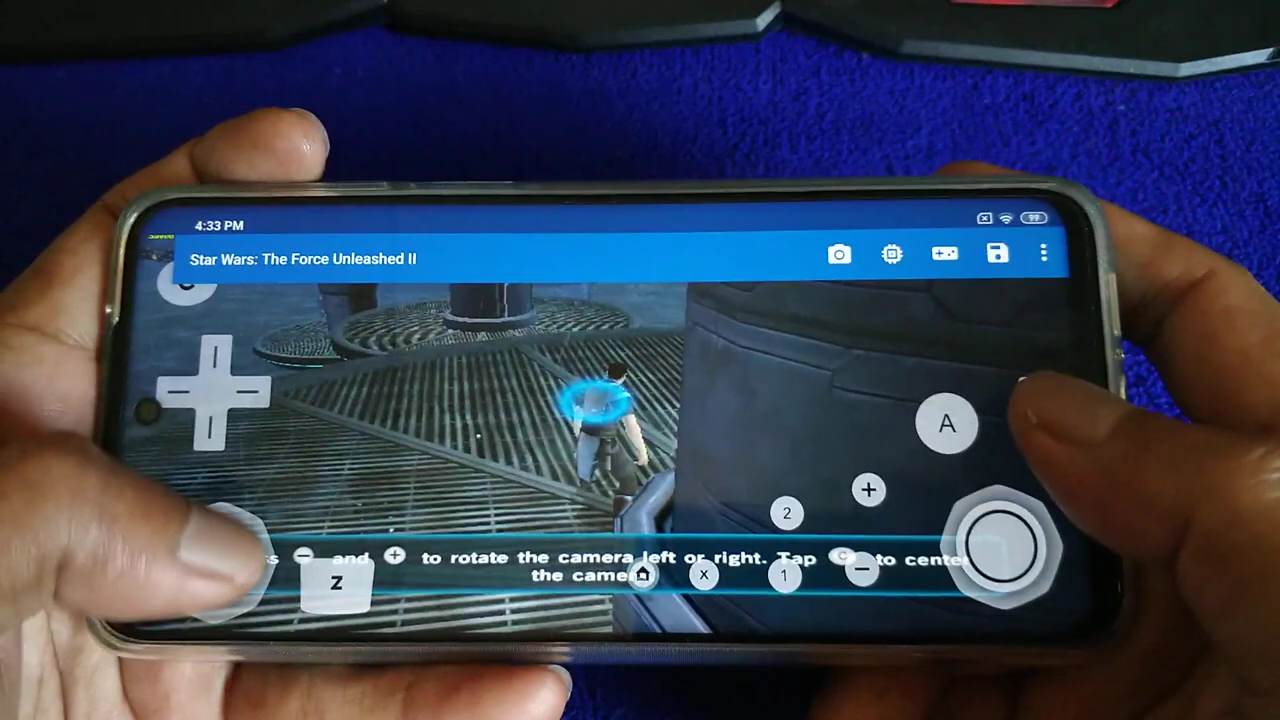 4:33 PM
99
Star Wars: The Force Unleashed II
A
+
2
and to rotate the camera left or right. Tap C to cente
the came
Z
X
1